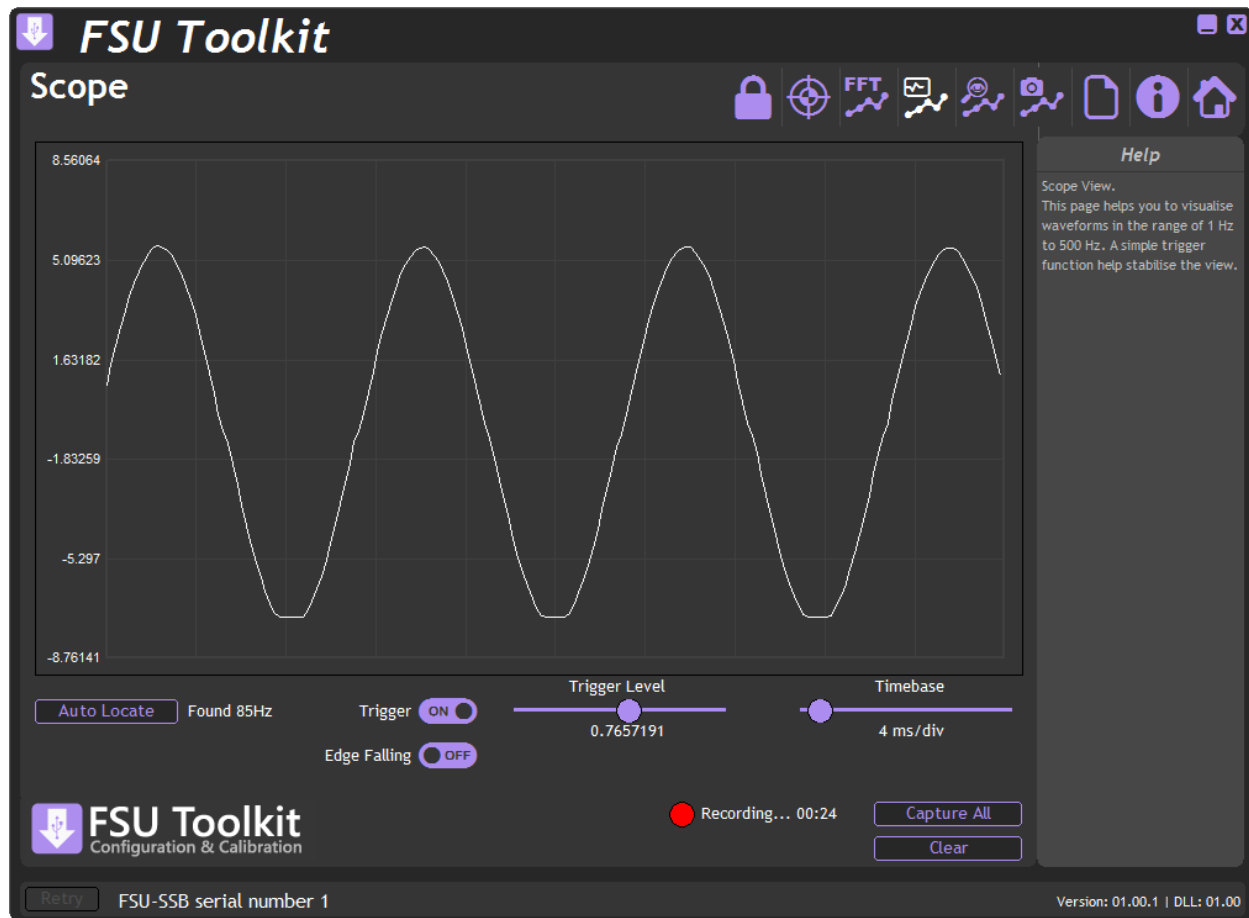 FSU Toolkit
Scope
FFT
Help
Scope View.
This page helps you to visualise
waveforms in the range of 1 Hz
to 500 Hz. A simple trigger
function help stabilise the view.
8.56064
5.09623
1.63182
-1.83259
-5.297
-8.76141
Auto Locate
Found 85Hz
Trigger
ON
Edge Falling
OFF
Trigger Level
0.7657191
Timebase
4 ms/div
FSU Toolkit
Configuration & Calibration
Recording... 00:24
Capture All
Clear
Retry
FSU-SSB serial number 1
Version: 01.00.1 | DLL: 01.00